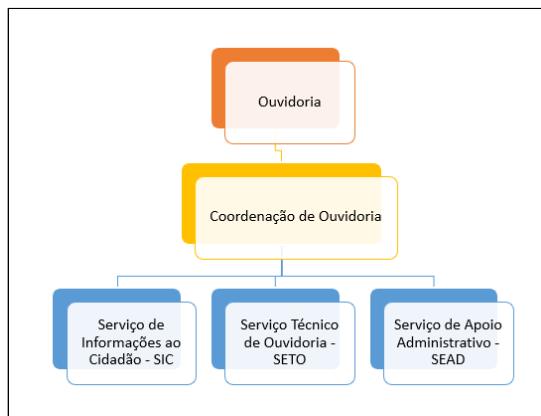 Ouvidoria
Coordenação de Ouvidoria
Serviço de
Informações ao
Cidadão - SIC
Serviço Técnico
de Ouvidoria -
SETO
Serviço de Apoio
Administrativo -
SEAD